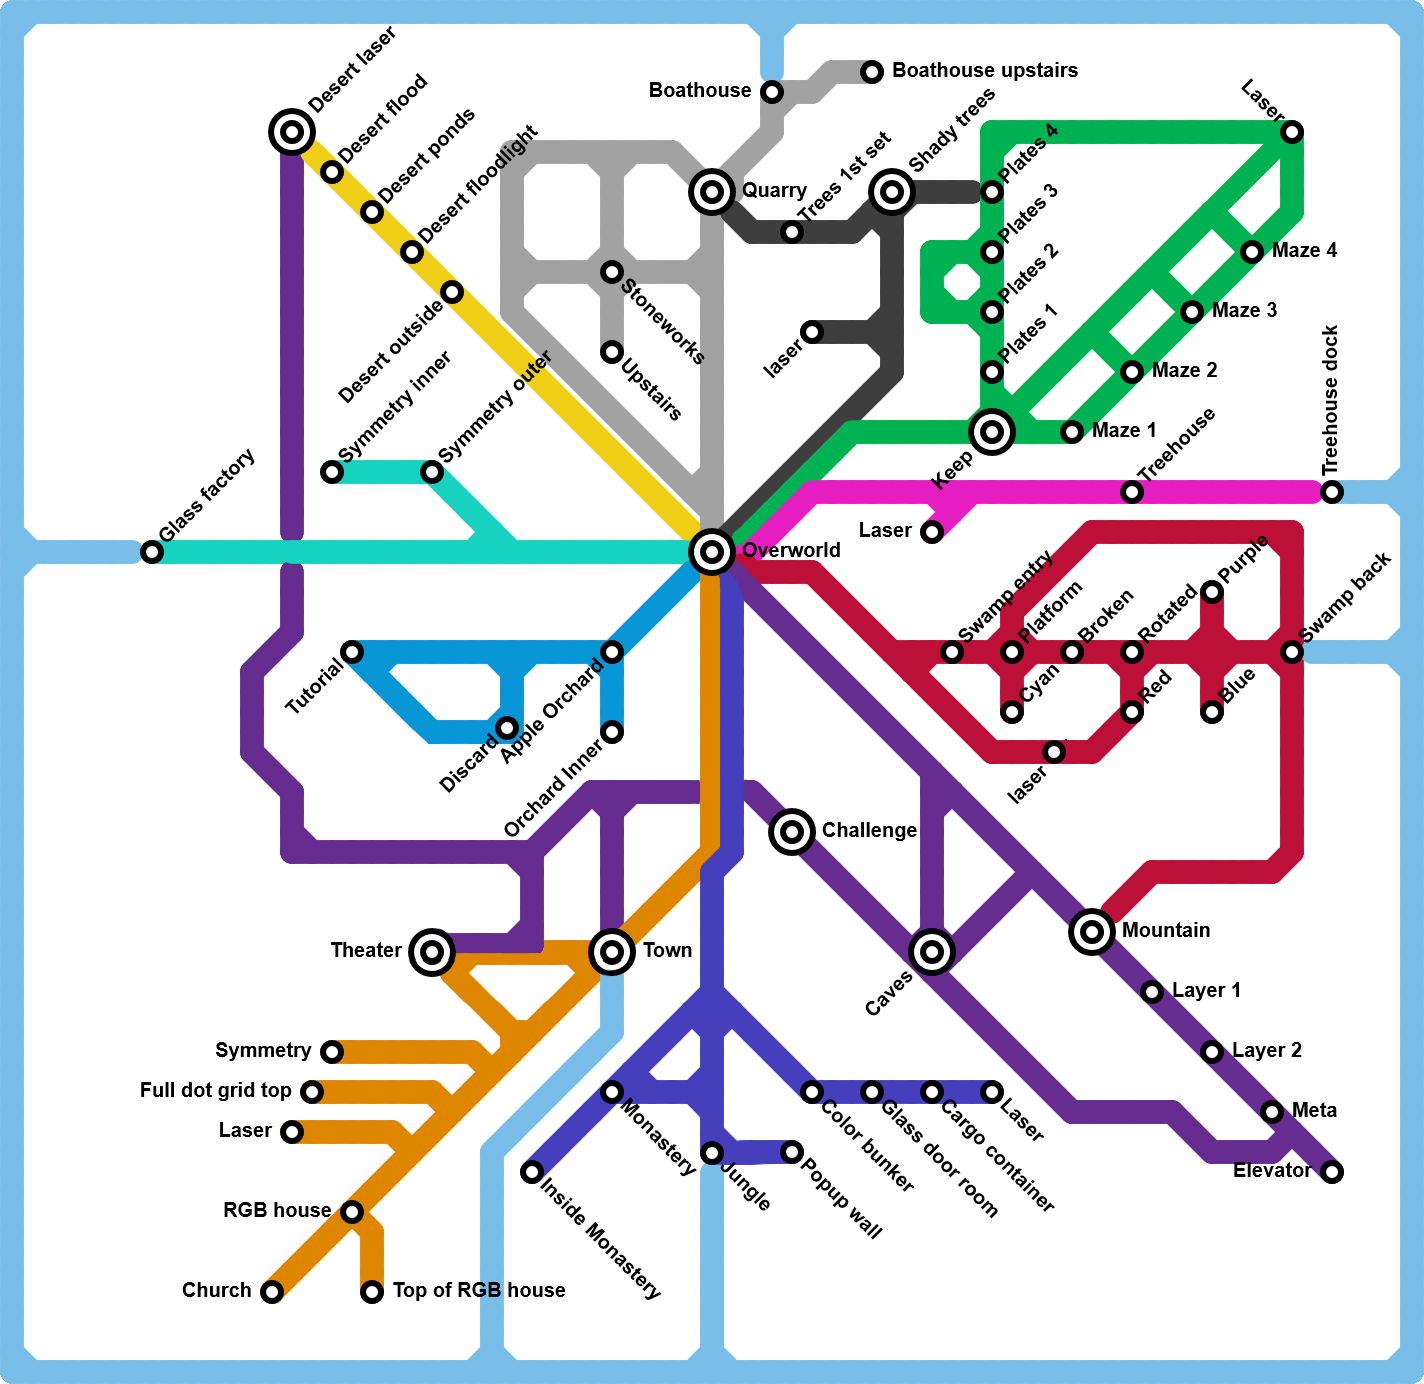 Desert laser
Desert flood
Desert ponds
Desert floodlight
Desert outside
Boathouse
Boathouse upstairs
Quarry
Trees 1st set
Shady trees
Stoneworks
Upstairs
laser
Plates 4
Plates 3
Plates 2
Plates 1
Laser
Maze 4
Maze 3
Maze 2
Maze 1
Keep
Treehouse
Treehouse dock
Laser
Symmetry inner
Symmetry outer
Glass factory
Overworld
Swamp entry
Platform
Broken
Rotated
Purple
Swamp back
Cyan
Red
Blue
laser
Tutorial
Discard
Apple Orchard
Orchard Inner
Challenge
Mountain
Caves
Layer 1
Layer 2
Meta
Elevator
Theater
Town
Symmetry
Full dot grid top
Laser
RGB house
Church
Top of RGB house
Monastery
Inside Monastery
Jungle
Popup wall
Color bunker
Glass door room
Cargo container
Laser